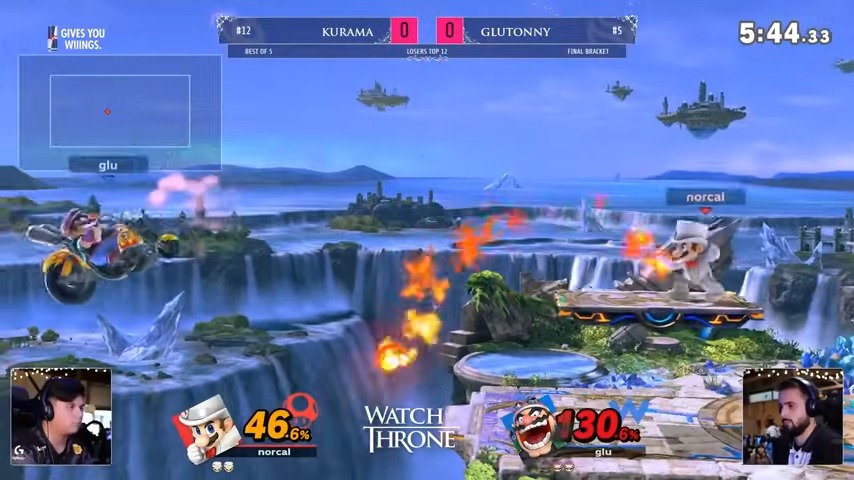 GIVES YOU
WIIINGS.
#12
KURAMA
0
0
GLUTONNY
#5
BEST OF 5
LOSERS TOP 12
FINAL BRACKET
5:44.33
glu
norcal
46.6%
norcal
WATCH
THE
THRONE
130.6%
glu